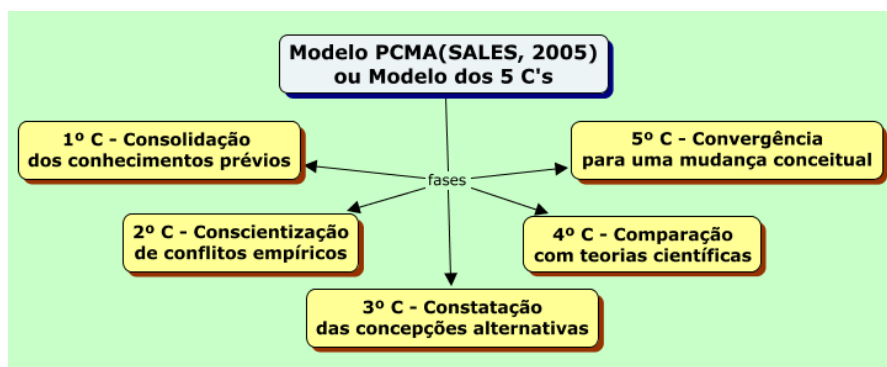 Modelo PCMA(SALES, 2005)
ou Modelo dos 5 C's
fases
1º C - Consolidação
dos conhecimentos prévios
2º C - Conscientização
de conflitos empíricos
3º C - Constatação
das concepções alternativas
4º C - Comparação
com teorias científicas
5º C - Convergência
para uma mudança conceitual